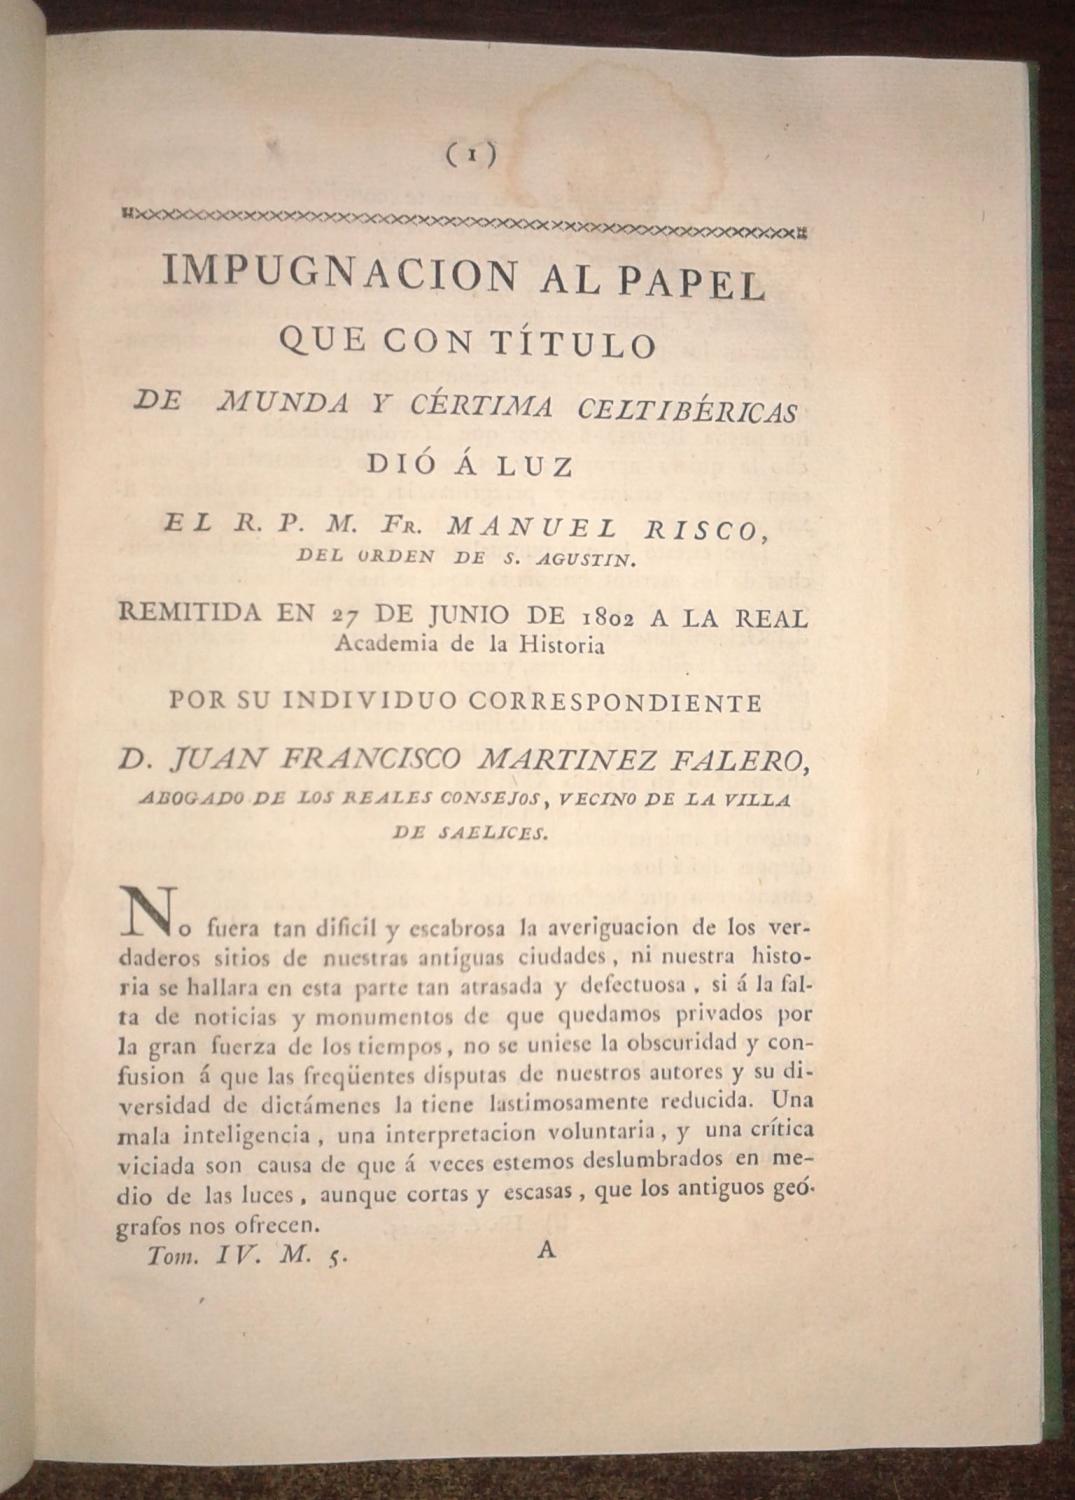 (1)
IMPUGNACION AL PAPEL
QUE CON TÍTULO
DE MUNDA Y CÉRTIMA CELTIBÉRICAS
DIÓ Á LUZ
EL R. P. M. FR. MANUEL RISCO,
DEL ORDEN DE S. AGUSTIN.
REMITIDA EN 27 DE JUNIO DE 1802 A LA REAL
Academia de la Historia
POR SU INDIVIDUO CORRESPONDIENTE
D. JUAN FRANCISCO MARTINEZ FALERO,
ABOGADO DE LOS REALES CONSEJOS, VECINO DE LA VILLA
DE SAELICES.
No fuera tan dificil y escabrosa la averiguacion de los ver-
daderos sitios de nuestras antiguas ciudades, ni nuestra histo-
ria se hallara en esta parte tan atrasada y defectuosa, si á la fal-
ta de noticias y monumentos de que quedamos privados por
la gran fuerza de los tiempos, no se uniese la obscuridad y con-
fusion á que las freqüentes disputas de nuestros autores y su di-
versidad de dictámenes la tiene lastimosamente reducida. Una
mala inteligencia, una interpretacion voluntaria, y una crítica
viciada son causa de que á veces estemos deslumbrados en me-
dio de las luces, aunque cortas y escasas, que los antiguos geó-
grafos nos ofrecen.
Tom. IV. M. 5. A